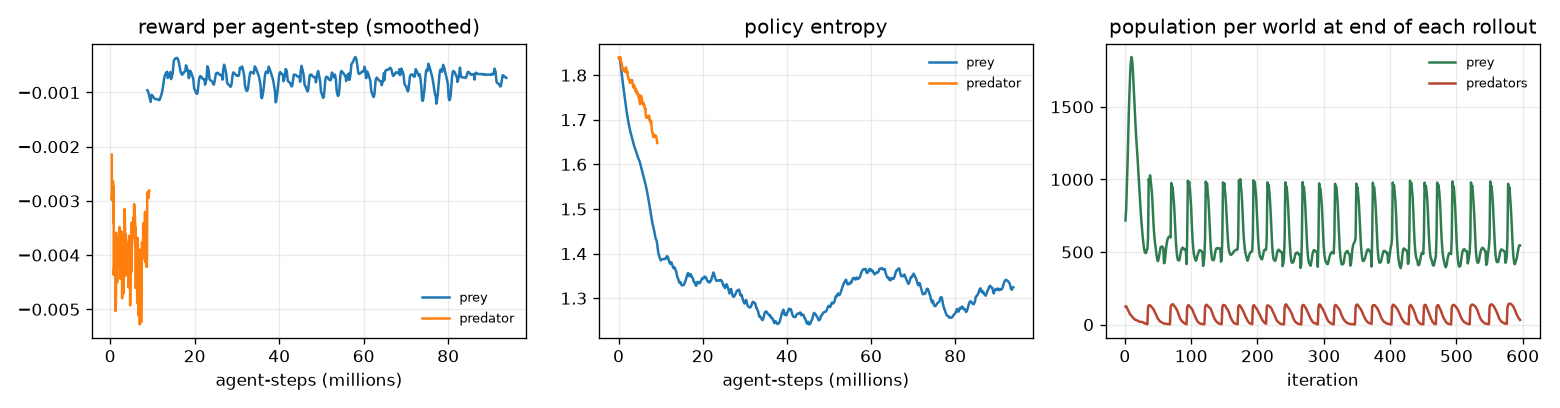 reward per agent-step (smoothed)
−0.001
−0.002
−0.003
−0.004
−0.005
prey
predator
0
20
40
60
80
agent-steps (millions)
policy entropy
1.8
1.7
1.6
1.5
1.4
1.3
prey
predator
0
20
40
60
80
agent-steps (millions)
population per world at end of each rollout
1500
1000
500
0
prey
predators
0
100
200
300
400
500
600
iteration